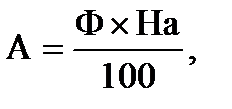 А = Ф × На / 100 ,